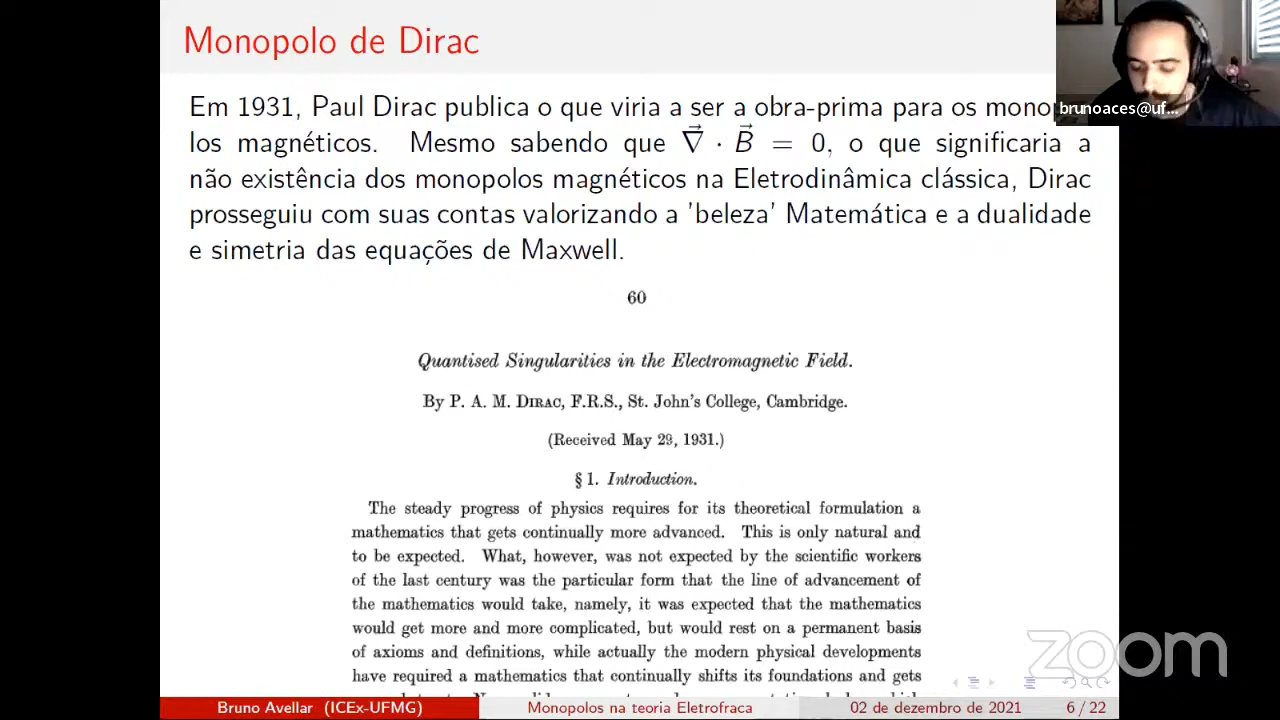 Monopolo de Dirac
brunoaces@uf...
Em 1931, Paul Dirac publica o que viria a ser a obra-prima para os
los magnéticos. Mesmo sabendo que ∇⃗ · B⃗ = 0, o que significaria a
não existência dos monopolos magnéticos na Eletrodinâmica clássica, Dirac
prosseguiu com suas contas valorizando a 'beleza' Matemática e a dualidade
e simetria das equações de Maxwell.
60
Quantised Singularities in the Electromagnetic Field.
By P. A. M. DIRAC, F.R.S., St. John's College, Cambridge.
(Received May 29, 1931.)
§ 1. Introduction.
The steady progress of physics requires for its theoretical formulation a
mathematics that gets continually more advanced. This is only natural and
to be expected. What, however, was not expected by the scientific workers
of the last century was the particular form that the line of advancement of
the mathematics would take, namely, it was expected that the mathematics
would get more and more complicated, but would rest on a permanent basis
of axioms and definitions, while actually the modern physical developments
have required a mathematics that continually shifts its foundations and gets
zoom
Bruno Avellar (ICEx-UFMG) Monopolos na teoria Eletrofraca 02 de dezembro de 2021 6 / 22